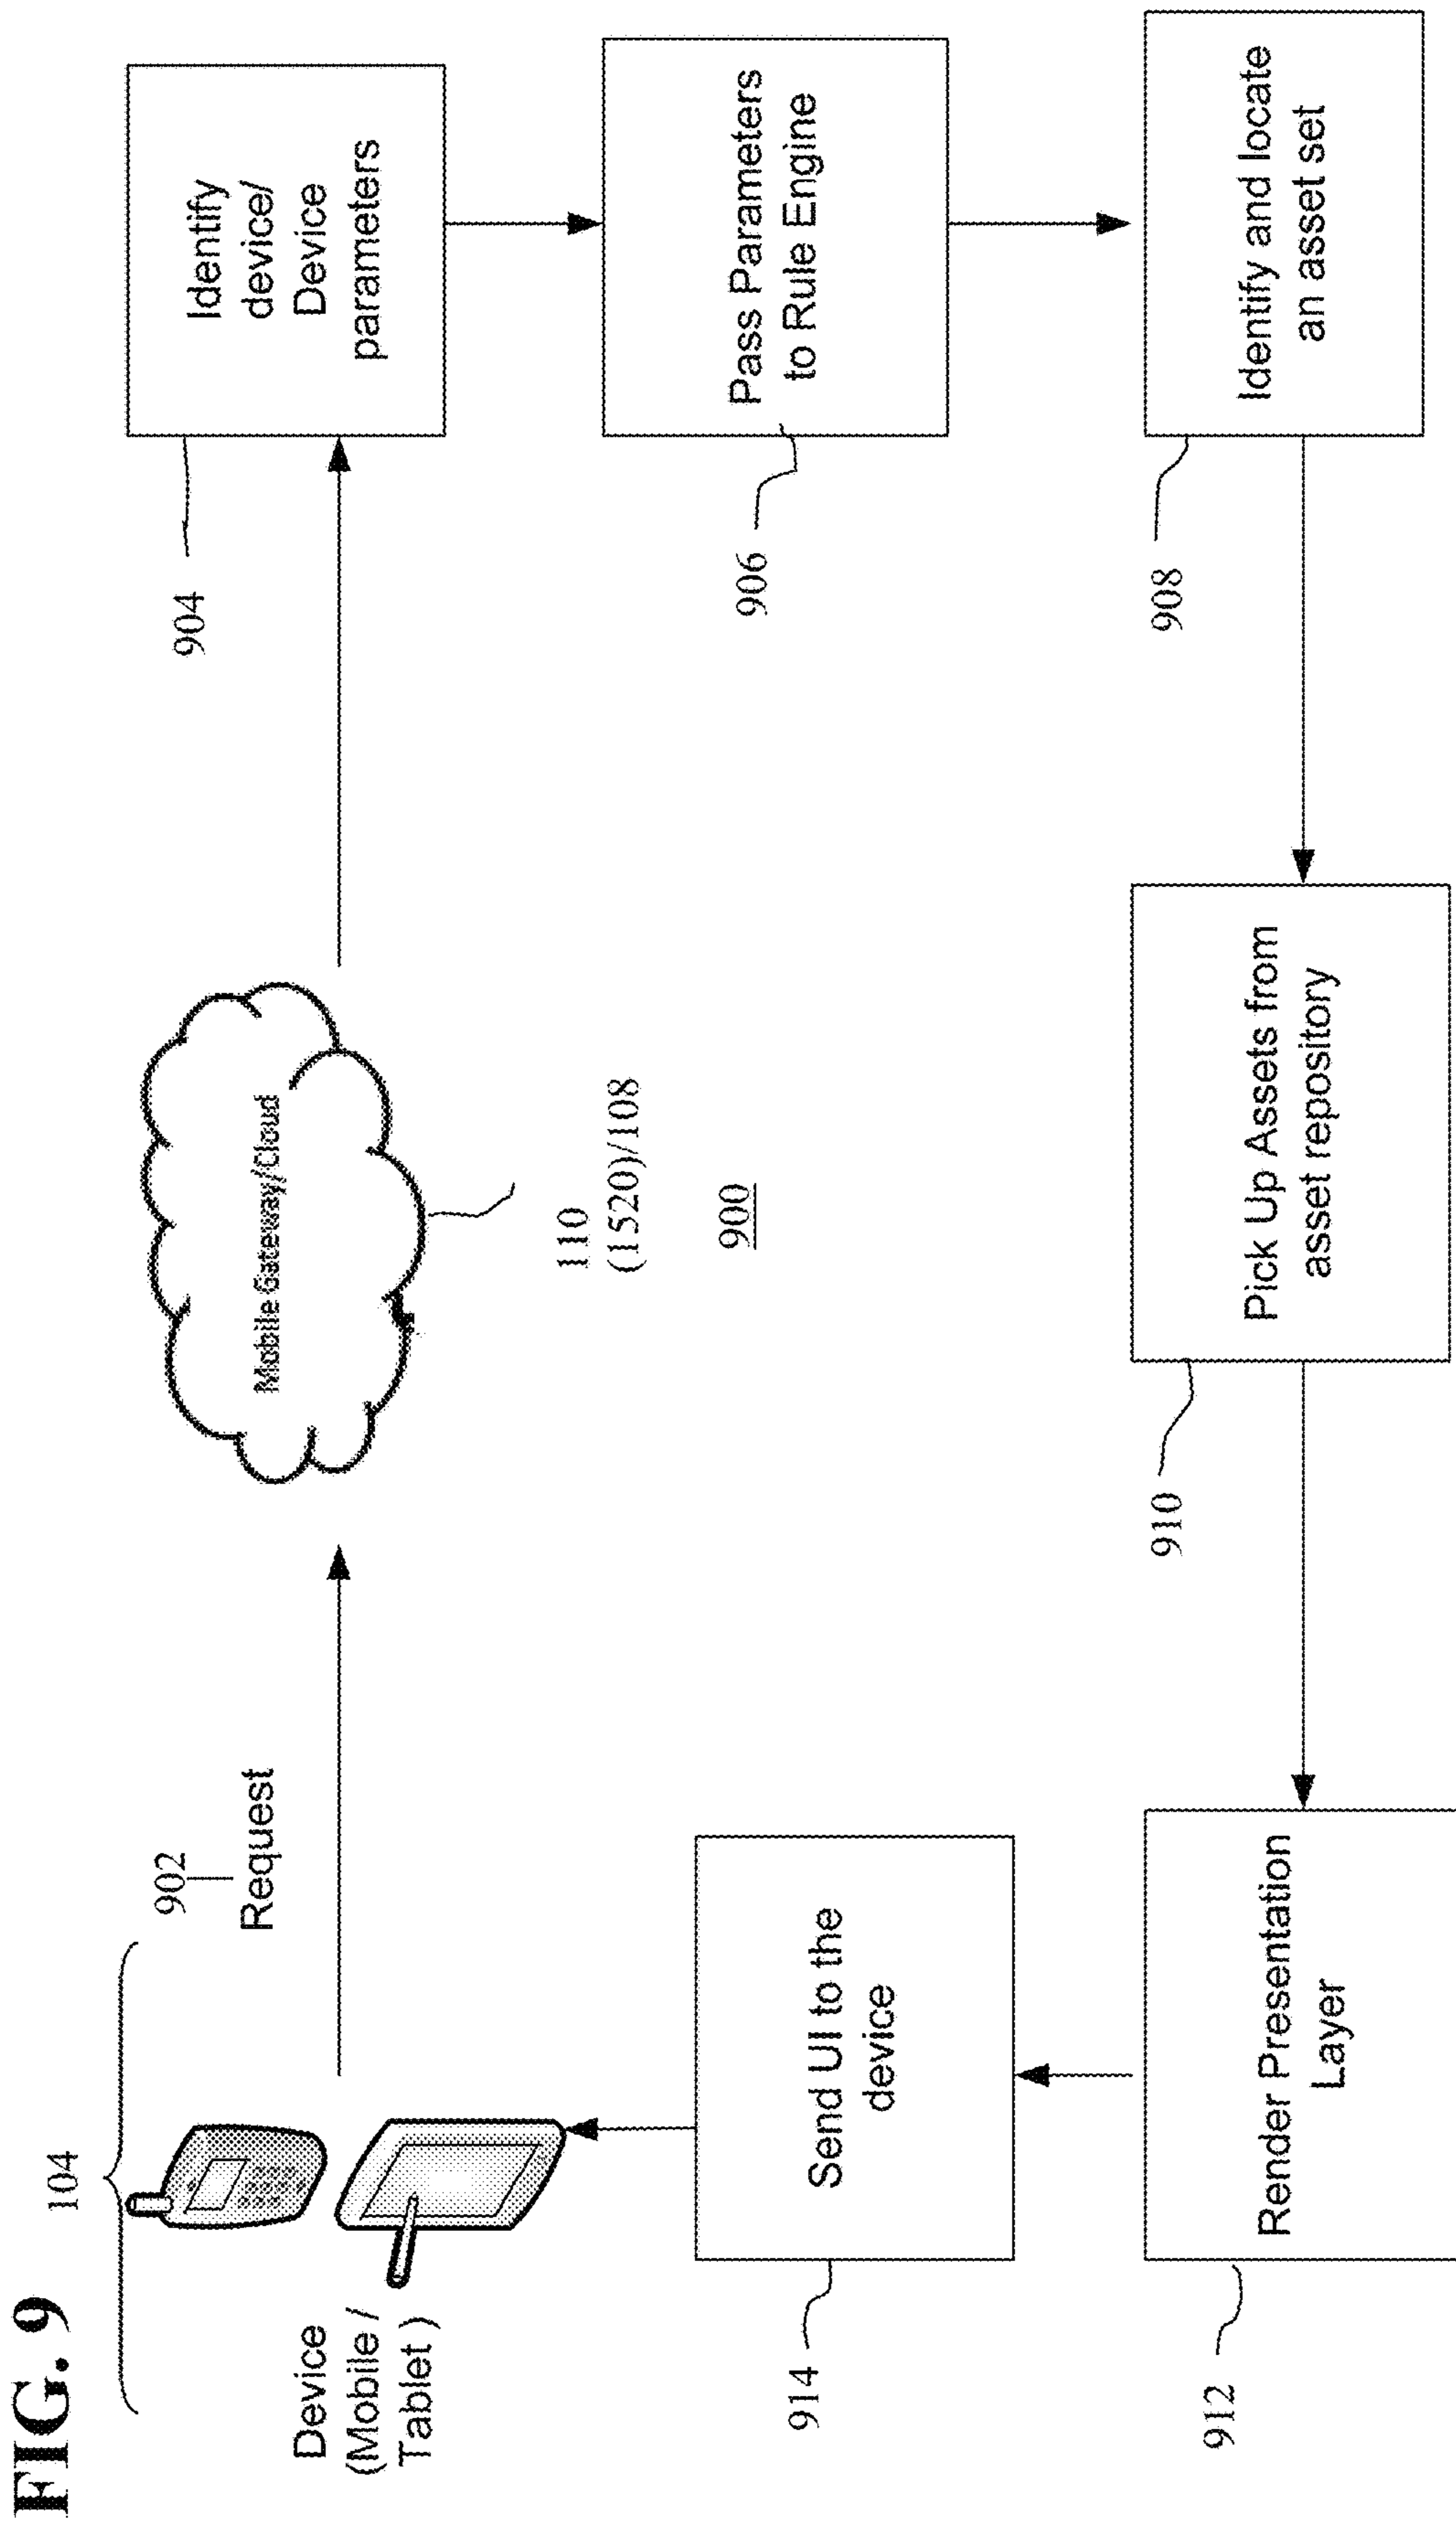 FIG. 9
104
902
Request
Device
(Mobile /
Tablet )
Mobile Gateway/Cloud
110
(1520)/108
900
904
Identify
device/
Device
parameters
906
Pass Parameters
to Rule Engine
908
Identify and locate
an asset set
910
Pick Up Assets from
asset repository
912
Render Presentation
Layer
914
Send UI to the
device